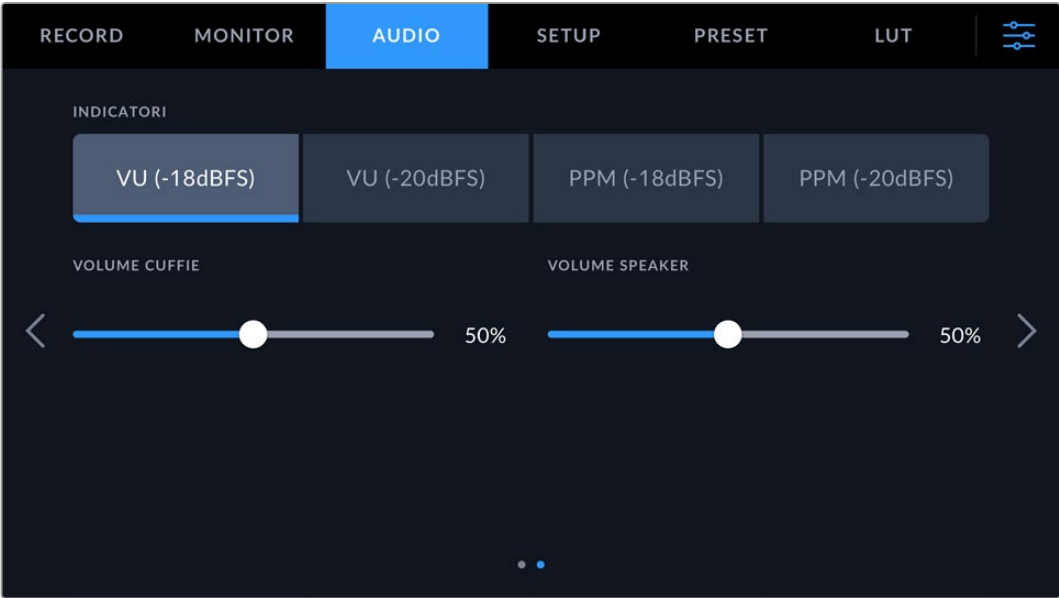 RECORD MONITOR AUDIO SETUP PRESET LUT
INDICATORI
VU (-18dBFS) VU (-20dBFS) PPM (-18dBFS) PPM (-20dBFS)
VOLUME CUFFIE VOLUME SPEAKER
50% 50%